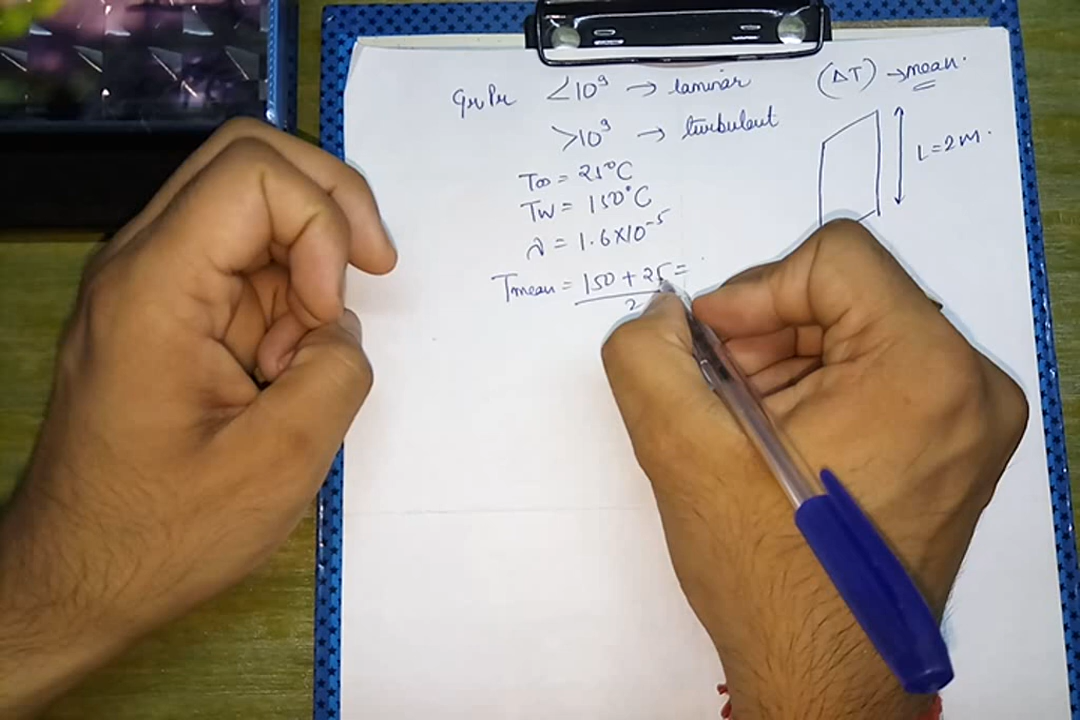 GrPr <10⁹ → laminar (ΔT) → mean.
>10⁹ → turbulent
L = 2m.
T∞ = 25°C
Tw = 150°C
= 1.6×10⁻⁵
Tmean = 150 + 25 =
2